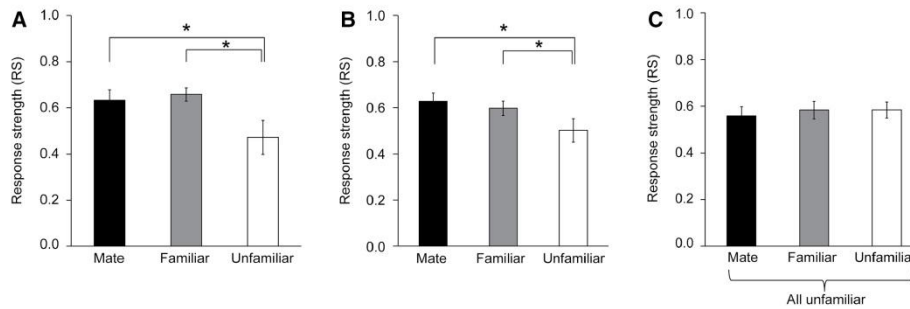 A
Response strength (RS)
1.0
0.8
0.6
0.4
0.2
0.0
*
*
Mate Familiar Unfamiliar
B
Response strength (RS)
1.0
0.8
0.6
0.4
0.2
0.0
*
*
Mate Familiar Unfamiliar
C
Response strength (RS)
1.0
0.8
0.6
0.4
0.2
0.0
Mate Familiar Unfamilia
All unfamiliar